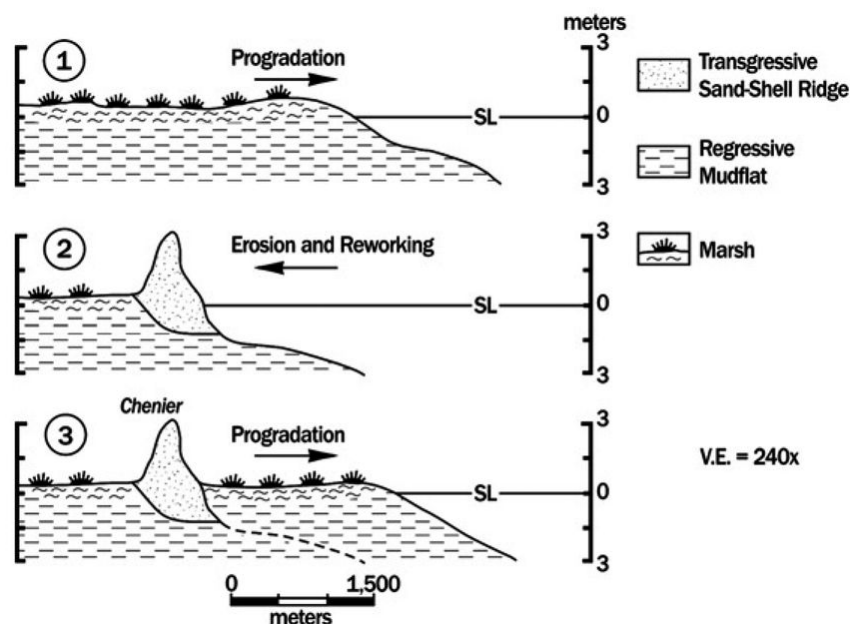 meters
1
Progradation
SL
3
0
3
Transgressive
Sand-Shell Ridge
Regressive
Mudflat
Marsh
2
Erosion and Reworking
SL
3
0
3
Chenier
3
Progradation
SL
3
0
3
V.E. = 240x
0 1,500
meters